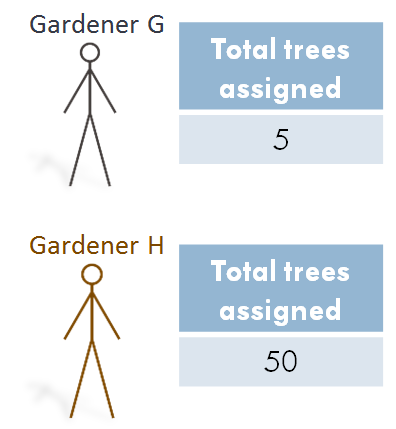 Gardener G
Total trees
assigned
5
Gardener H
Total trees
assigned
50